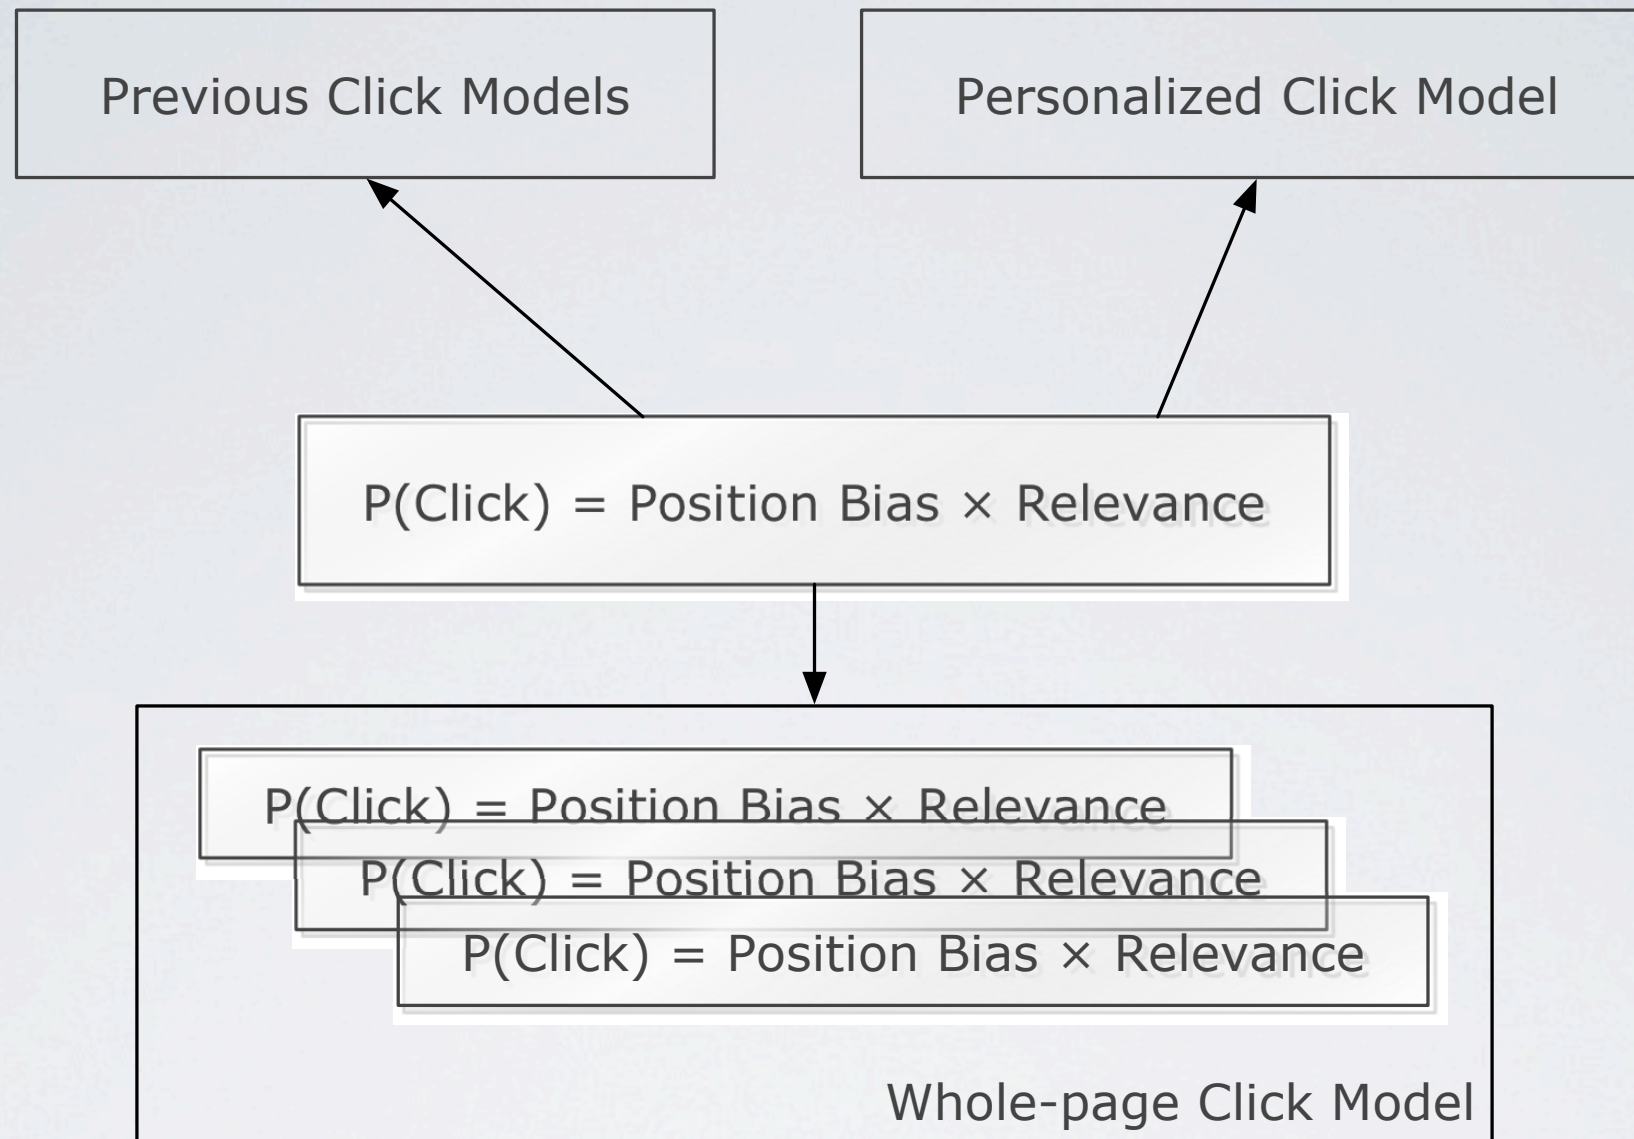 Previous Click Models
Personalized Click Model
P(Click) = Position Bias × Relevance
P(Click) = Position Bias × Relevance
P(Click) = Position Bias × Relevance
P(Click) = Position Bias × Relevance
Whole-page Click Model